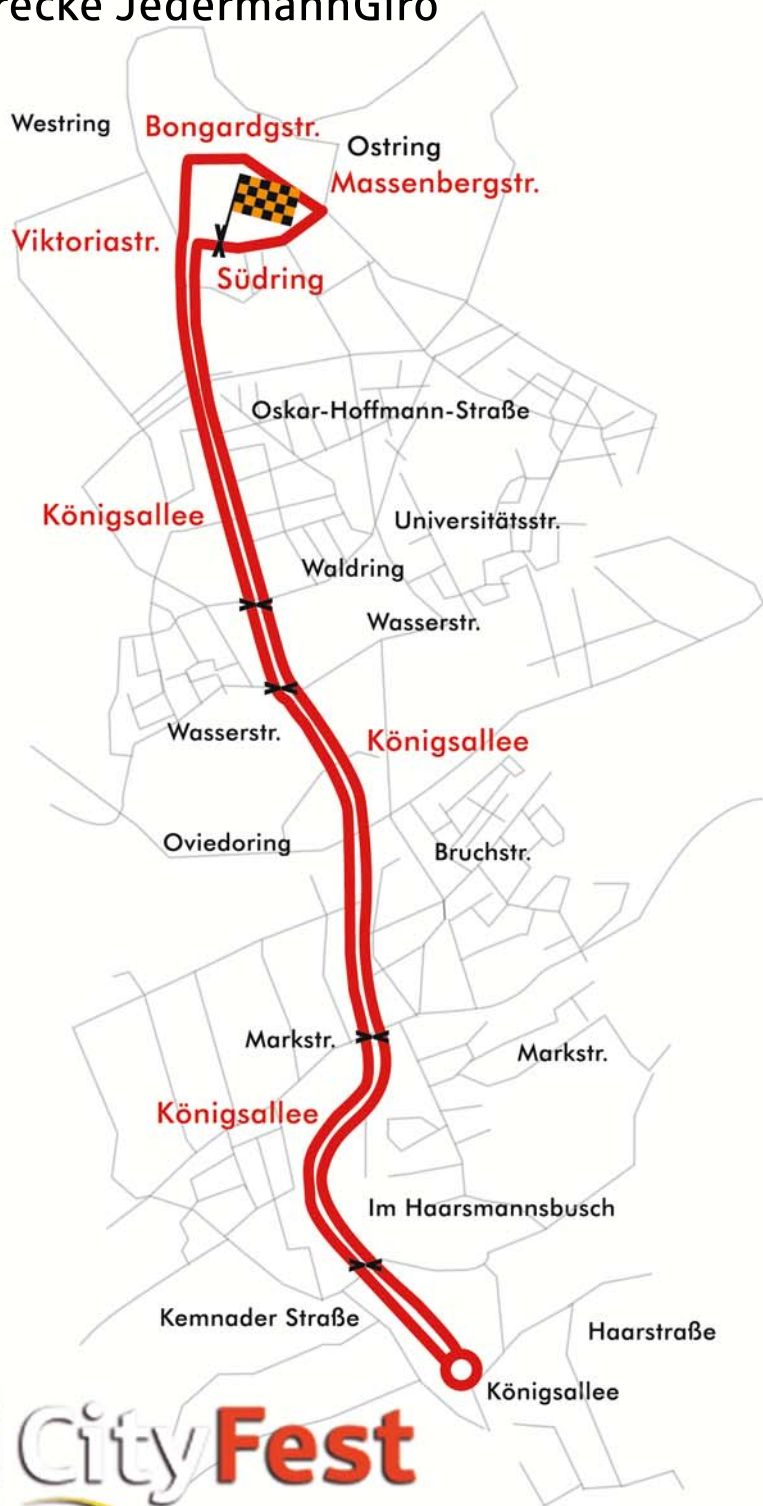 recke JedermannGiro
Westring
Bongardgstr.
Ostring
Massenbergstr.
Viktoriastr.
Südring
Oskar-Hoffmann-Straße
Königsallee
Universitätsstr.
Waldring
Wasserstr.
Wasserstr.
Königsallee
Oviedoring
Bruchstr.
Markstr.
Markstr.
Königsallee
Im Haarsmannsbusch
Kemnader Straße
Haarstraße
Königsallee
CityFest